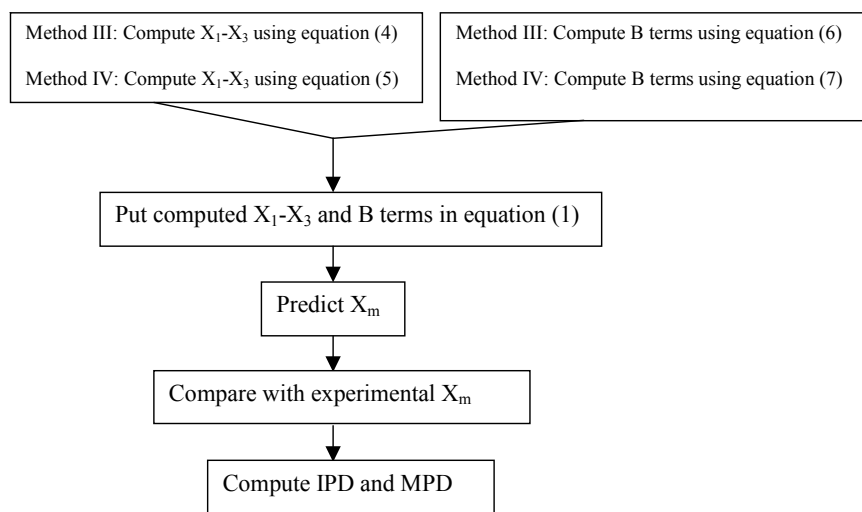 Method III: Compute X₁-X₃ using equation (4)
Method IV: Compute X₁-X₃ using equation (5)
Method III: Compute B terms using equation (6)
Method IV: Compute B terms using equation (7)
Put computed X₁-X₃ and B terms in equation (1)
Predict Xₘ
Compare with experimental Xₘ
Compute IPD and MPD